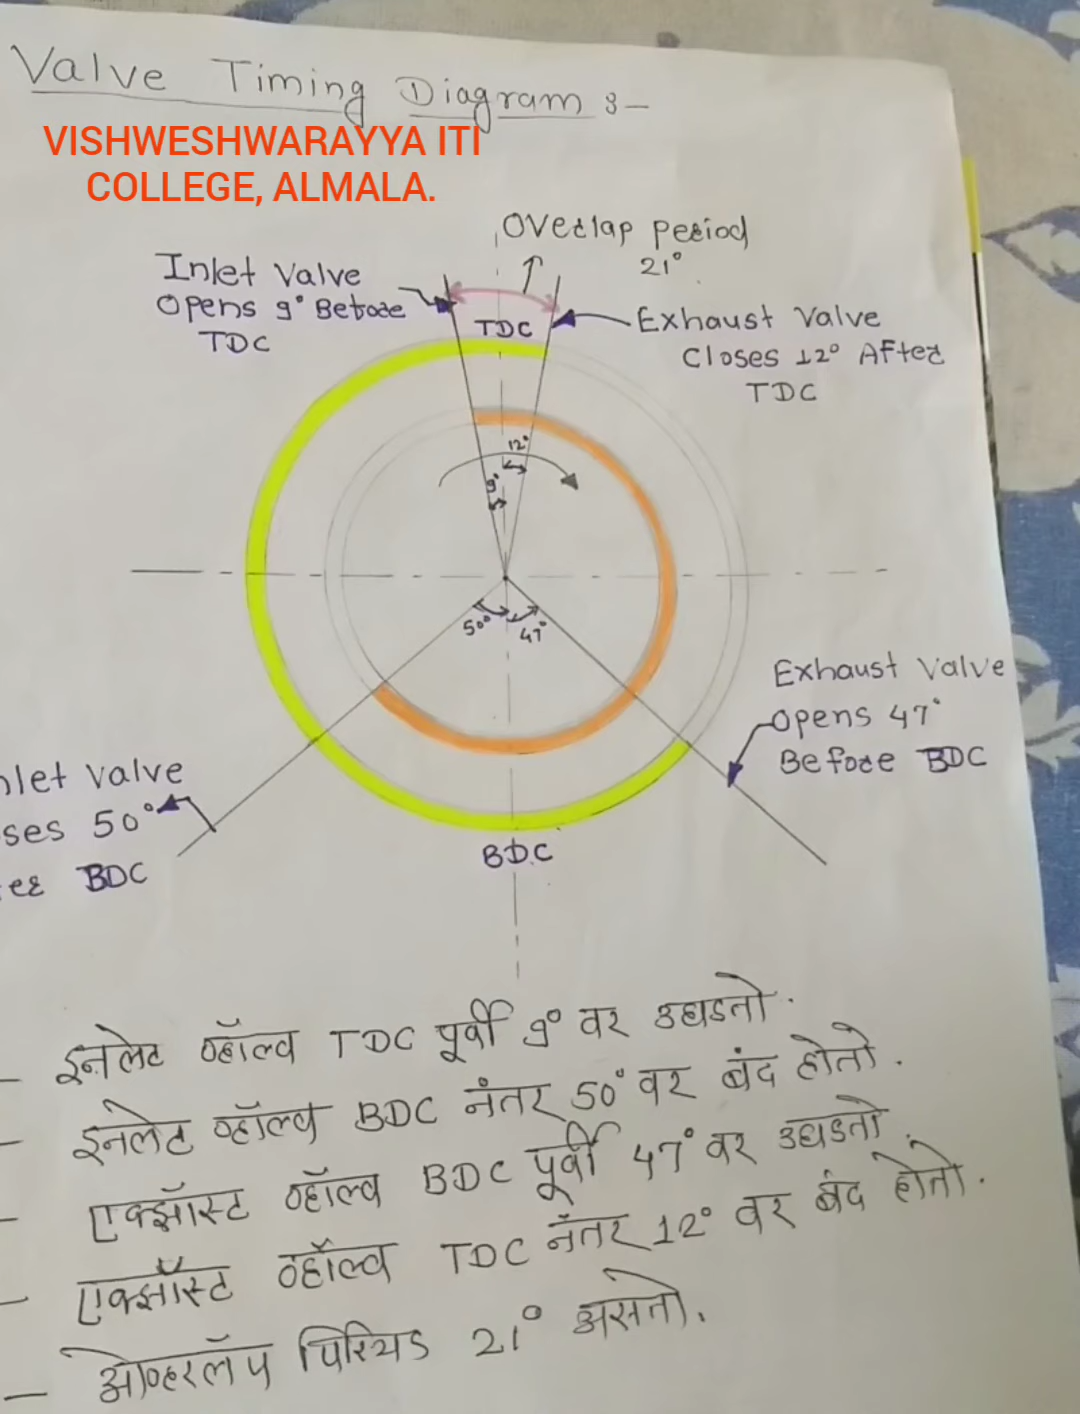 Valve Timing Diagram :-
VISHWESHWARAYYA ITI
COLLEGE, ALMALA.
Overlap period
21°
Inlet Valve
Opens 9° Before
TDC
TDC
Exhaust Valve
Closes 12° After
TDC
12°
9°
50°
47°
Exhaust Valve
opens 47°
Before BDC
nlet Valve
ses 50°
er BDC
BDC
- इनलेट व्हॉल्व TDC पूर्वी 9° वर उघडतो.
- इनलेट व्हॉल्व BDC नंतर 50° वर बंद होतो.
- एक्झॉस्ट व्हॉल्व BDC पूर्वी 47° वर उघडतो.
- एक्झॉस्ट व्हॉल्व TDC नंतर 12° वर बंद होतो.
- ओव्हरलॅप पिरियड 21° असतो.